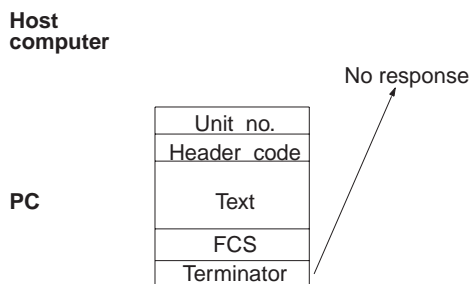 Host
computer
No response
Unit no.
Header code
PC
Text
FCS
Terminator